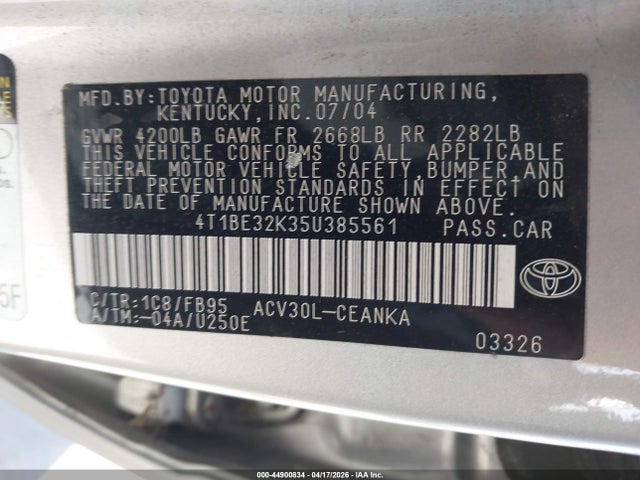 MFD.BY:TOYOTA MOTOR MANUFACTURING,
KENTUCKY,INC.07/04
GVWR 4200LB GAWR FR 2668LB RR 2282LB
THIS VEHICLE CONFORMS TO ALL APPLICABLE
FEDERAL MOTOR VEHICLE SAFETY,BUMPER,AND
THEFT PREVENTION STANDARDS IN EFFECT ON
THE DATE OF MANUFACTURE SHOWN ABOVE.
4T1BE32K35U385561 PASS.CAR
C/TR:1C8/FB95 ACV30L-CEANKA
A/TM:-04A/U250E
TOYOTA
03326
5F
000-44900834 - 04/17/2026 - IAA Inc.